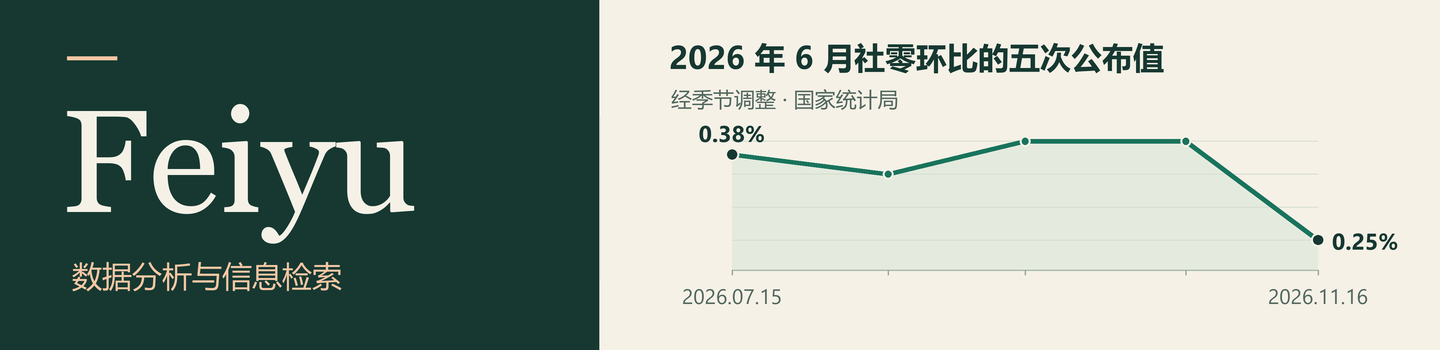 Feiyu
数据分析与信息检索
2026 年 6 月社零环比的五次公布值
经季节调整 · 国家统计局
0.38%
0.25%
2026.07.15
2026.11.16